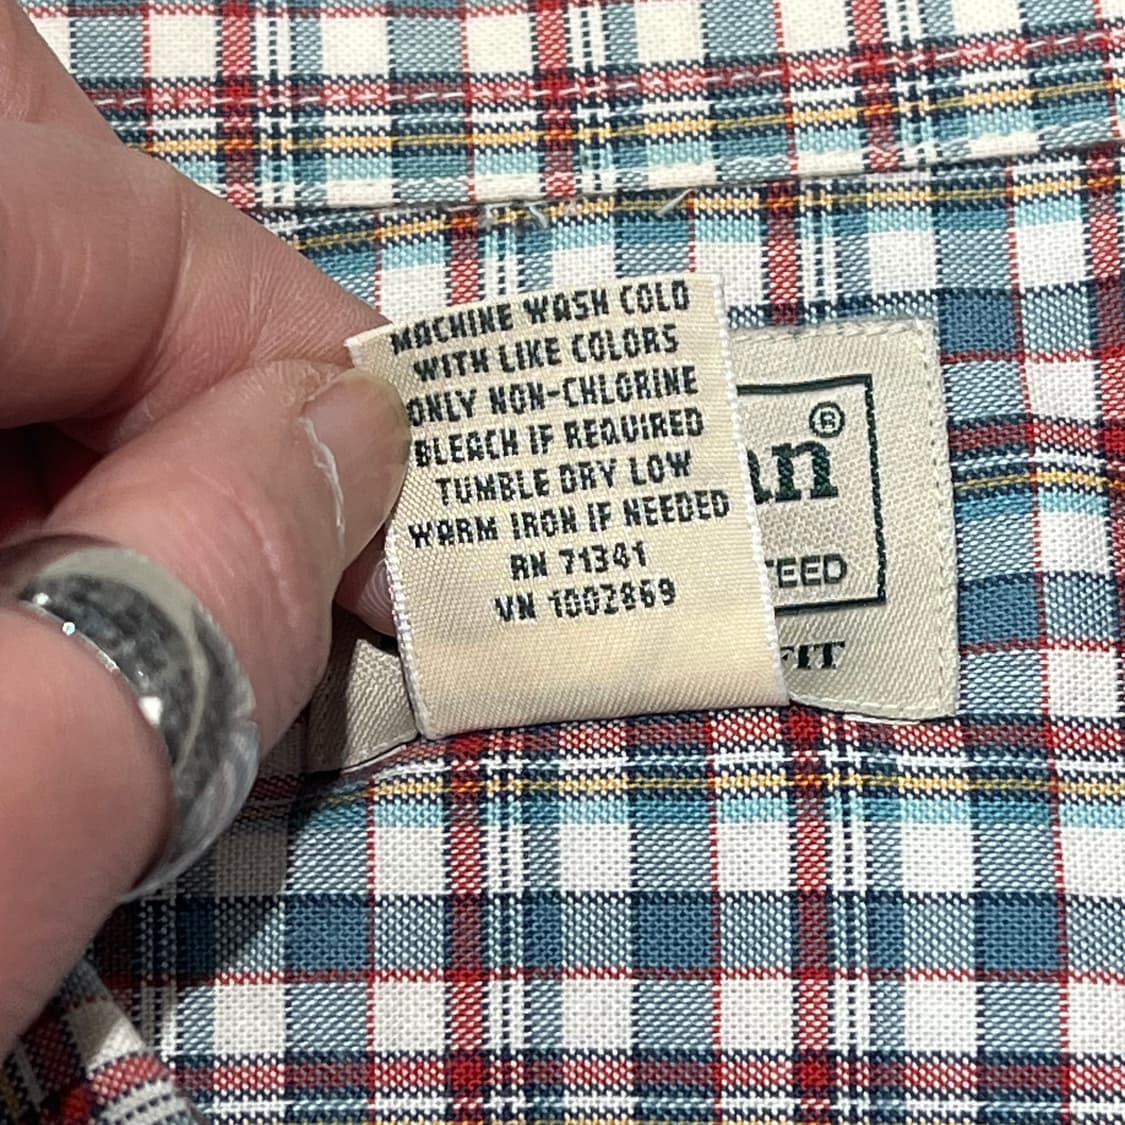 MACHINE WASH COLD
WITH LIKE COLORS
ONLY NON-CHLORINE
BLEACH IF REQUIRED
TUMBLE DRY LOW
WARM IRON IF NEEDED
RN 71341
VN 1002869
an®
TEED
FIT